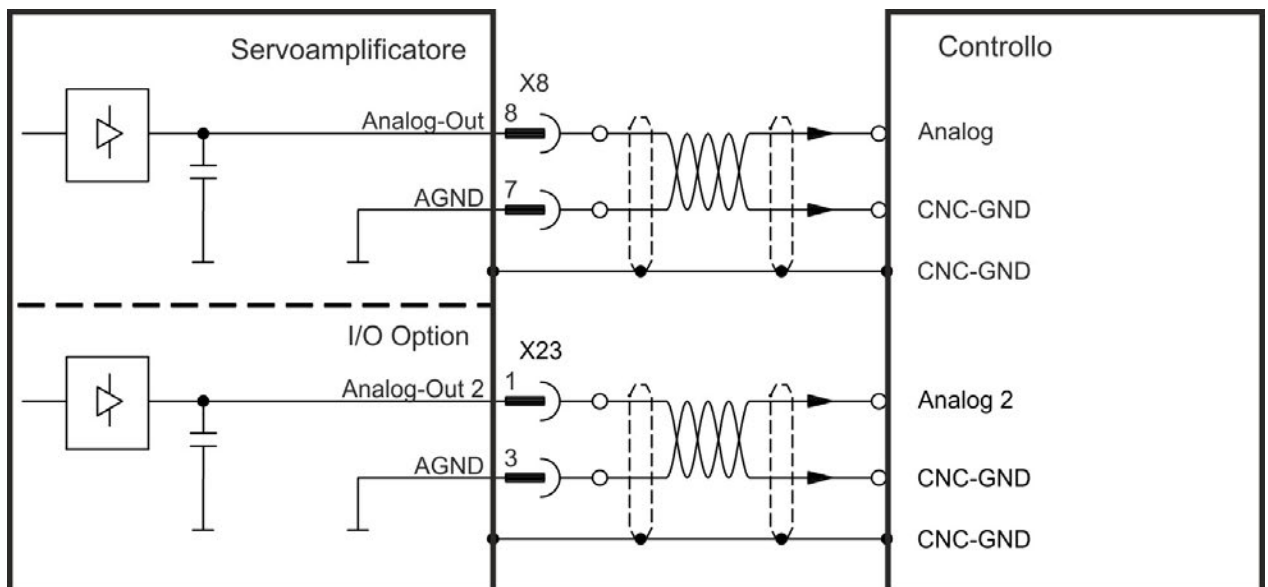 Servoamplificatore
Controllo
X8
Analog-Out
8
Analog
AGND
7
CNC-GND
CNC-GND
I/O Option
X23
Analog-Out 2
1
Analog 2
AGND
3
CNC-GND
CNC-GND